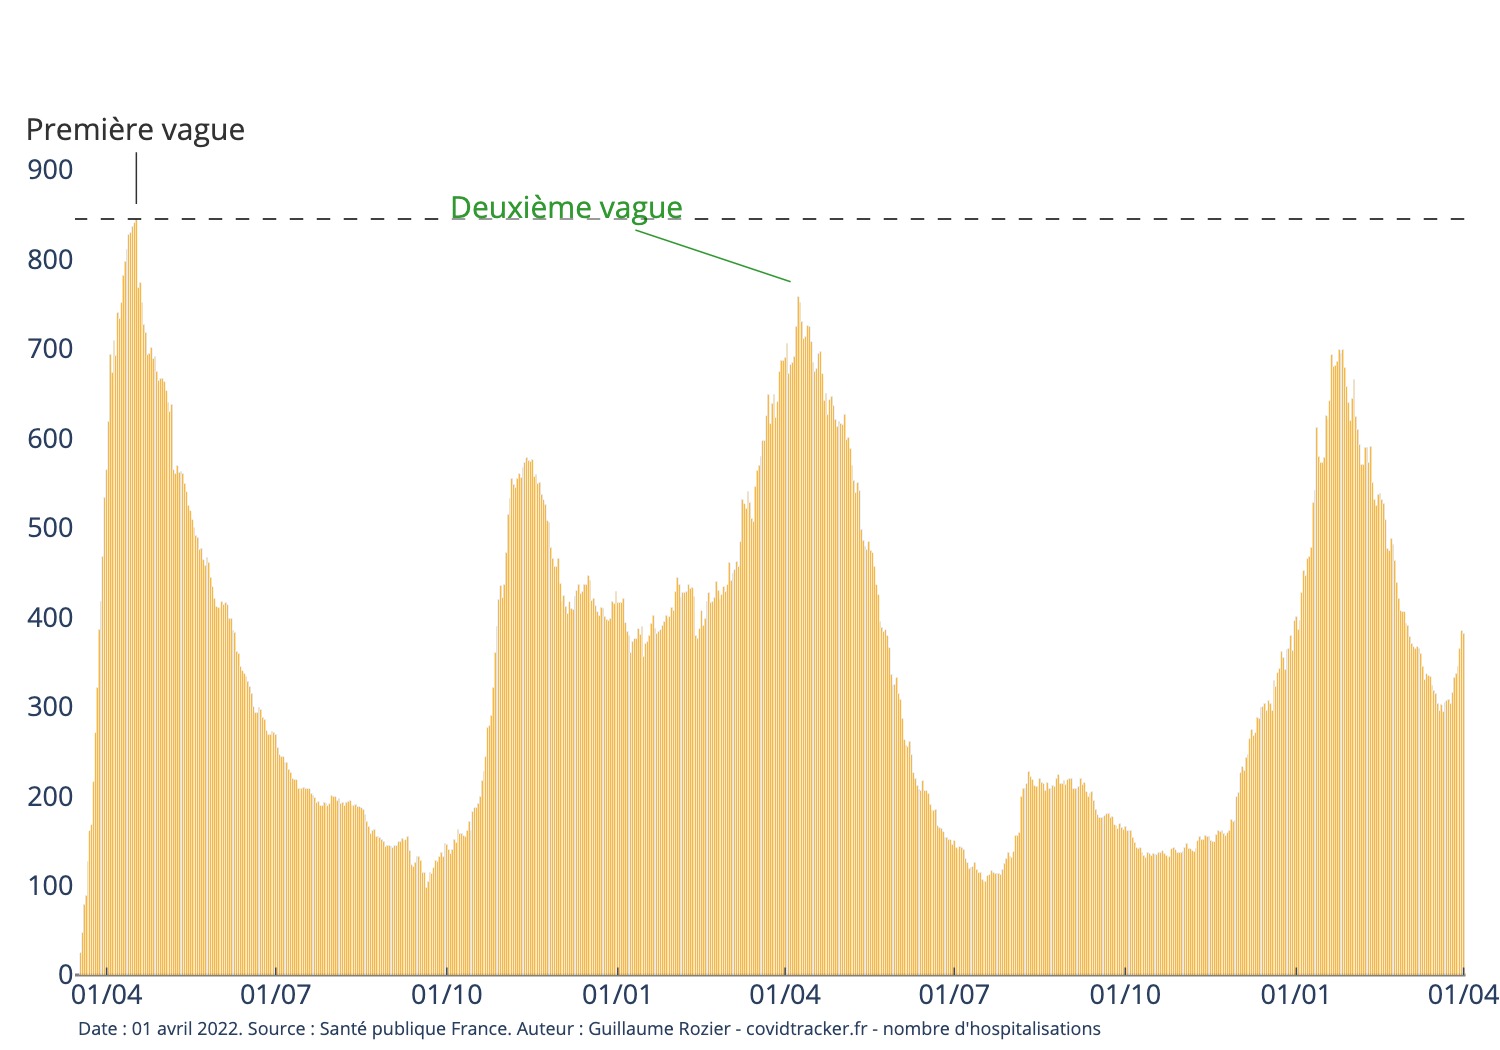 Première vague
900
Deuxième vague
800
700
600
500
400
300
200
100
0
01/04 01/07 01/10 01/01 01/04 01/07 01/10 01/01 01/04
Date : 01 avril 2022. Source : Santé publique France. Auteur : Guillaume Rozier - covidtracker.fr - nombre d'hospitalisations